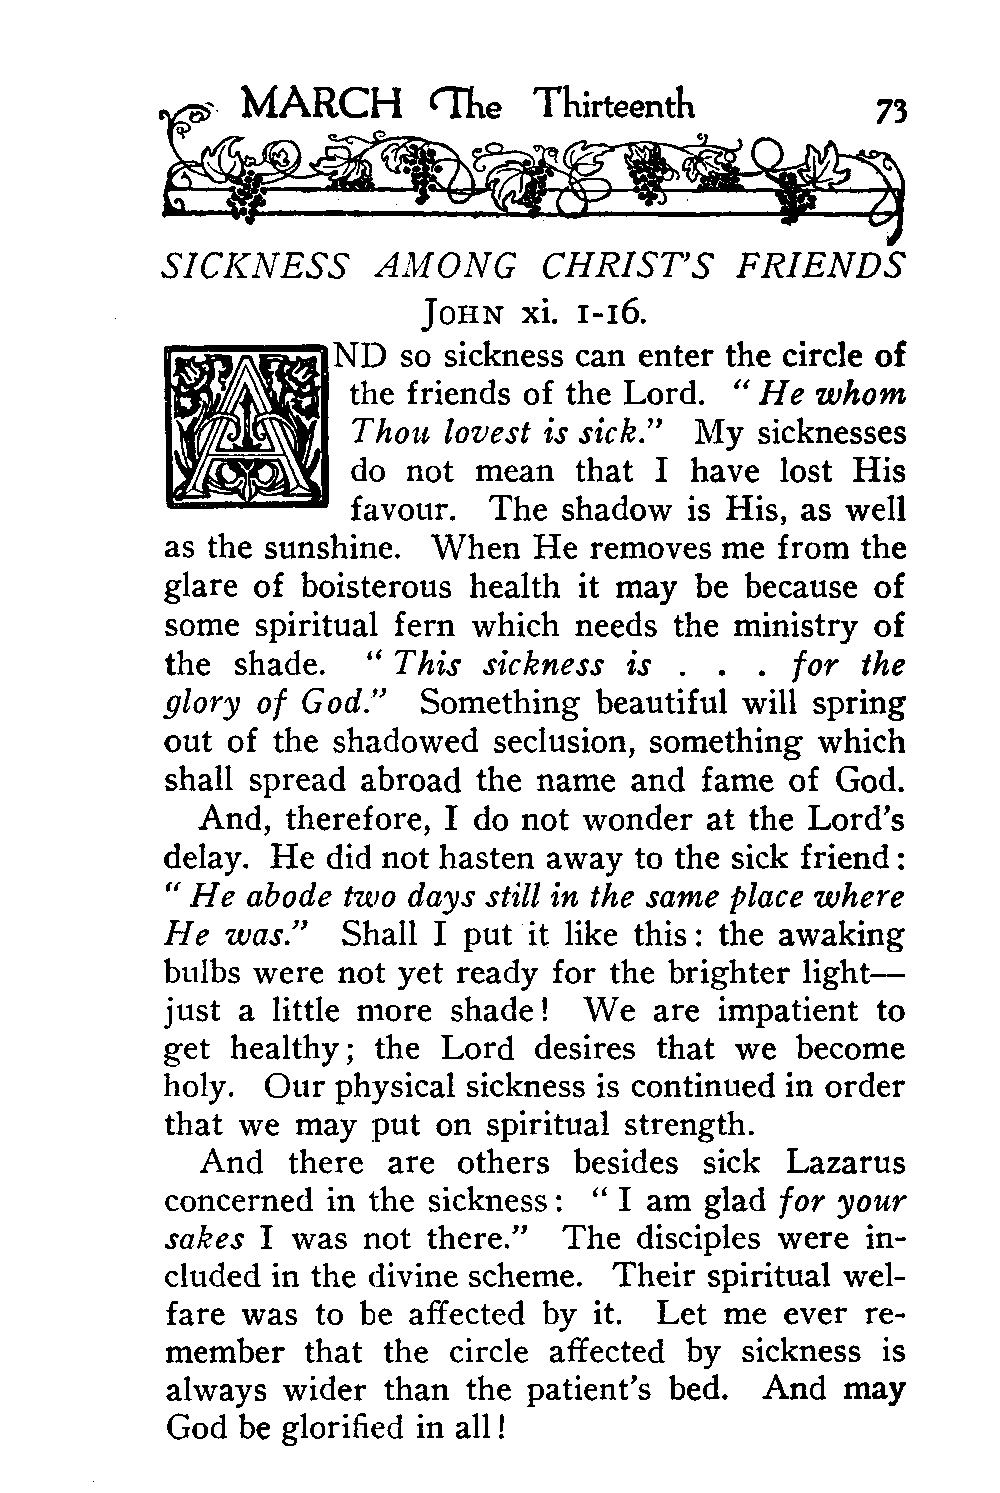 MARCH The Thirteenth 73
SICKNESS AMONG CHRIST'S FRIENDS
JOHN xi. 1-16.
AND so sickness can enter the circle of
the friends of the Lord. "He whom
Thou lovest is sick." My sicknesses
do not mean that I have lost His
favour. The shadow is His, as well
as the sunshine. When He removes me from the
glare of boisterous health it may be because of
some spiritual fern which needs the ministry of
the shade. "This sickness is . . . for the
glory of God." Something beautiful will spring
out of the shadowed seclusion, something which
shall spread abroad the name and fame of God.
And, therefore, I do not wonder at the Lord's
delay. He did not hasten away to the sick friend:
"He abode two days still in the same place where
He was." Shall I put it like this: the awaking
bulbs were not yet ready for the brighter light—
just a little more shade! We are impatient to
get healthy; the Lord desires that we become
holy. Our physical sickness is continued in order
that we may put on spiritual strength.
And there are others besides sick Lazarus
concerned in the sickness: "I am glad for your
sakes I was not there." The disciples were in-
cluded in the divine scheme. Their spiritual wel-
fare was to be affected by it. Let me ever re-
member that the circle affected by sickness is
always wider than the patient's bed. And may
God be glorified in all!